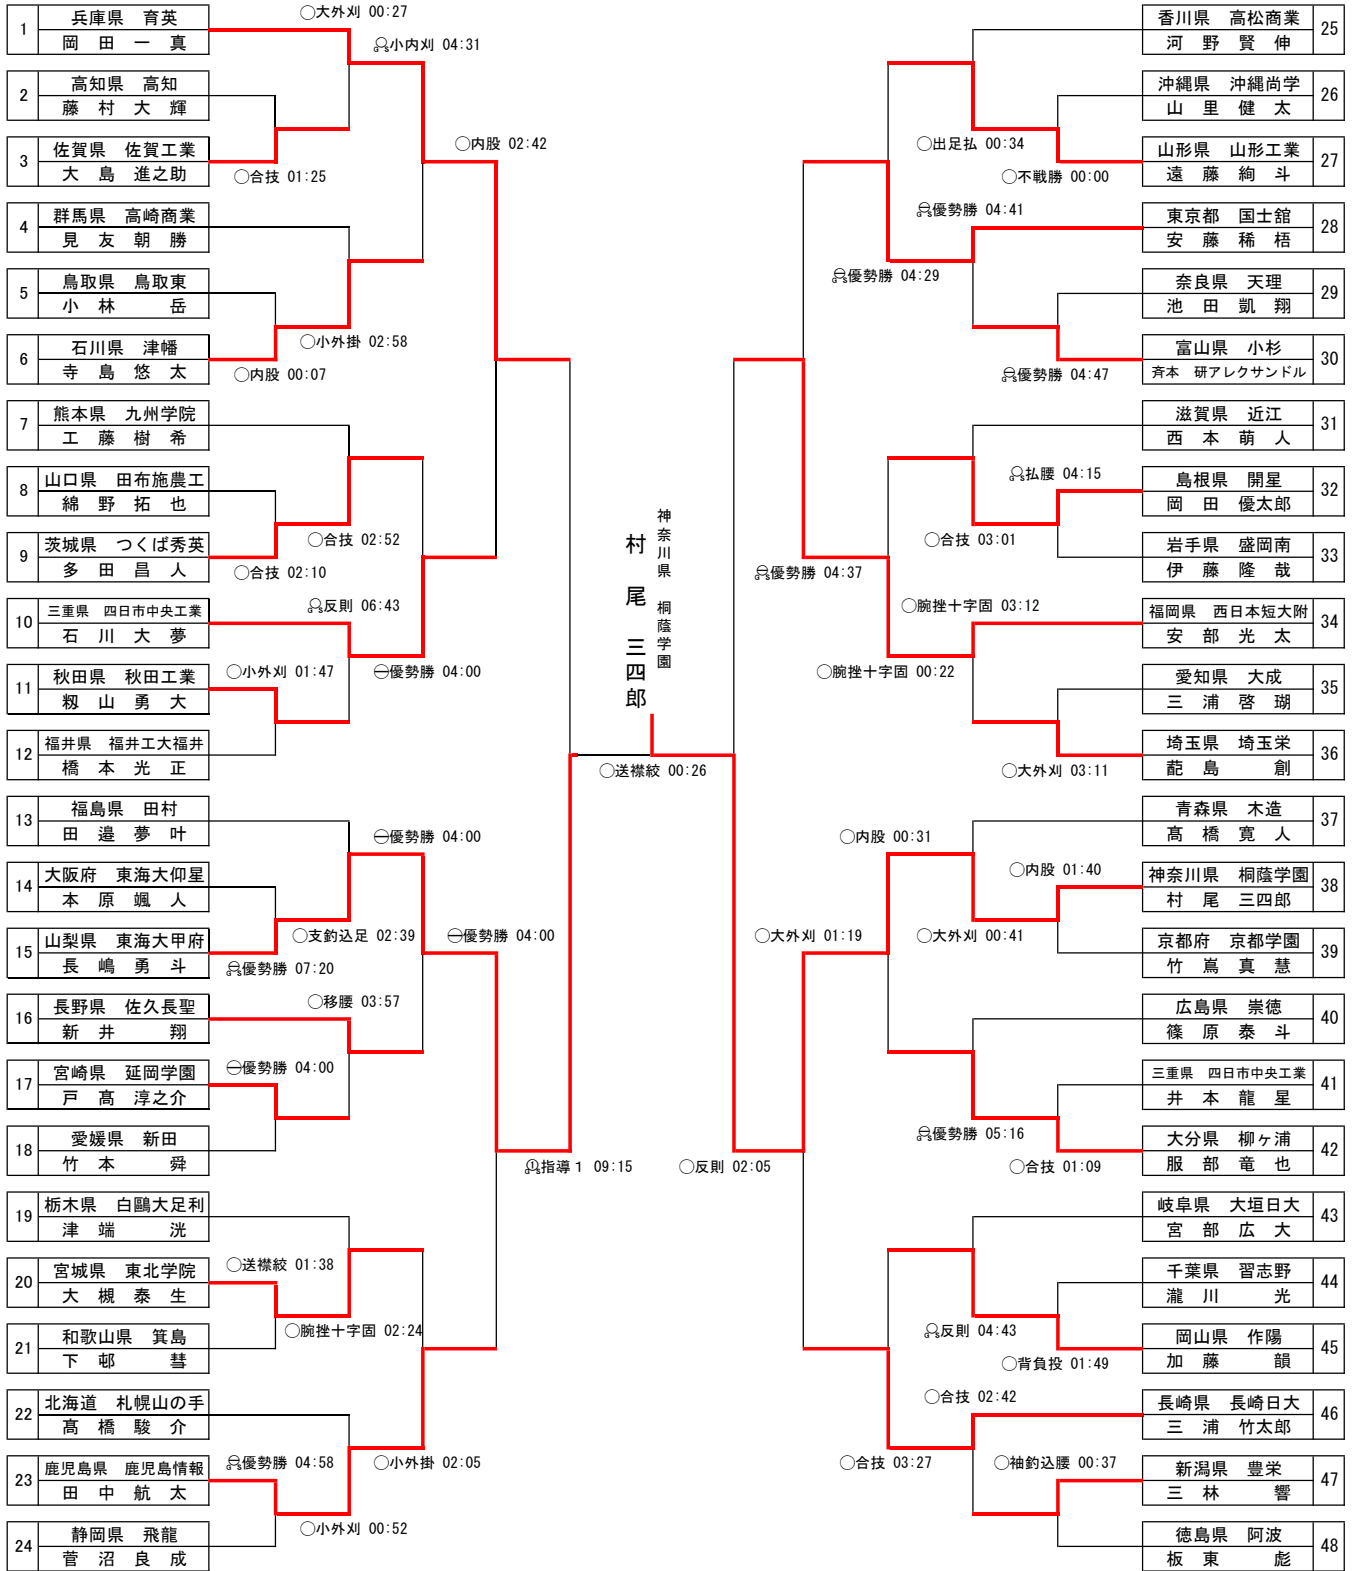 1 兵庫県 育英
岡田一真
2 高知県 高知
藤村大輝
3 佐賀県 佐賀工業
大島進之助
4 群馬県 高崎商業
見友朝勝
5 鳥取県 鳥取東
小林岳
6 石川県 津幡
寺島悠太
7 熊本県 九州学院
工藤樹希
8 山口県 田布施農工
綿野拓也
9 茨城県 つくば秀英
多田昌人
10 三重県 四日市中央工業
石川大夢
11 秋田県 秋田工業
籾山勇大
12 福井県 福井工大福井
橋本光正
13 福島県 田村
田邉夢叶
14 大阪府 東海大仰星
本原颯人
15 山梨県 東海大甲府
長嶋勇斗
16 長野県 佐久長聖
新井翔
17 宮崎県 延岡学園
戸髙淳之介
18 愛媛県 新田
竹本舜
19 栃木県 白鷗大足利
津端洸
20 宮城県 東北学院
大槻泰生
21 和歌山県 箕島
下邨彗
22 北海道 札幌山の手
髙橋駿介
23 鹿児島県 鹿児島情報
田中航太
24 静岡県 飛龍
菅沼良成
○大外刈 00:27
小内刈 04:31
○合技 01:25
○内股 02:42
○小外掛 02:58
○内股 00:07
○合技 02:52
○合技 02:10
反則 06:43
○小外刈 01:47
優勢勝 04:00
優勢勝 04:00
○支釣込足 02:39
優勢勝 04:00
優勢勝 07:20
○移腰 03:57
優勢勝 04:00
指導1 09:15
○送襟絞 01:38
○腕挫十字固 02:24
優勢勝 04:58
○小外掛 02:05
○小外刈 00:52
神奈川県 桐蔭学園
村尾三四郎
○送襟絞 00:26
○出足払 00:34
○不戦勝 00:00
優勢勝 04:41
優勢勝 04:29
優勢勝 04:47
払腰 04:15
○合技 03:01
優勢勝 04:37
○腕挫十字固 03:12
○腕挫十字固 00:22
○大外刈 03:11
○内股 00:31
○内股 01:40
○大外刈 01:19
○大外刈 00:41
優勢勝 05:16
○合技 01:09
○反則 02:05
反則 04:43
○背負投 01:49
○合技 02:42
○合技 03:27
○袖釣込腰 00:37
香川県 高松商業 25
河野賢伸
沖縄県 沖縄尚学 26
山里健太
山形県 山形工業 27
遠藤絢斗
東京都 国士舘 28
安藤稀梧
奈良県 天理 29
池田凱翔
富山県 小杉 30
斉本 研アレクサンドル
滋賀県 近江 31
西本萌人
島根県 開星 32
岡田優太郎
岩手県 盛岡南 33
伊藤隆哉
福岡県 西日本短大附 34
安部光太
愛知県 大成 35
三浦啓瑚
埼玉県 埼玉栄 36
蓜島創
青森県 木造 37
髙橋寛人
神奈川県 桐蔭学園 38
村尾三四郎
京都府 京都学園 39
竹嶌真慧
広島県 崇徳 40
篠原泰斗
三重県 四日市中央工業 41
井本龍星
大分県 柳ヶ浦 42
服部竜也
岐阜県 大垣日大 43
宮部広大
千葉県 習志野 44
瀧川光
岡山県 作陽 45
加藤韻
長崎県 長崎日大 46
三浦竹太郎
新潟県 豊栄 47
三林響
徳島県 阿波 48
板東彪